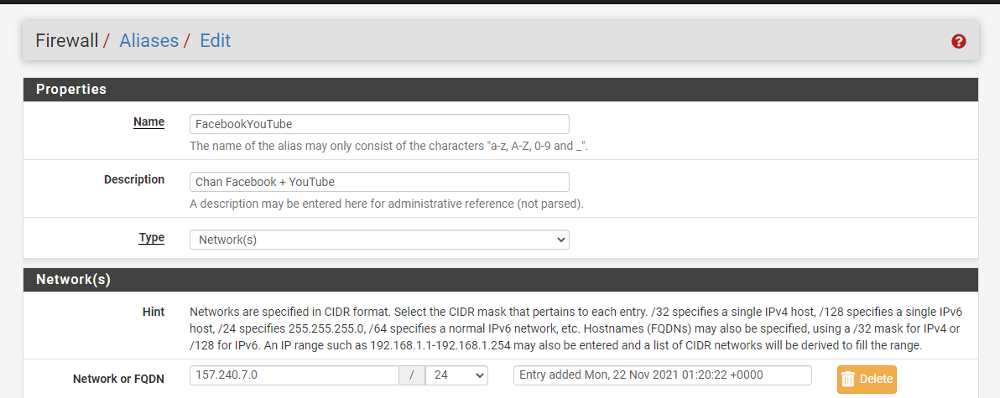 Firewall / Aliases / Edit
Properties
Name
FacebookYouTube
The name of the alias may only consist of the characters "a-z, A-Z, 0-9 and _".
Description
Chan Facebook + YouTube
A description may be entered here for administrative reference (not parsed).
Type
Network(s)
Network(s)
Hint
Networks are specified in CIDR format. Select the CIDR mask that pertains to each entry. /32 specifies a single IPv4 host, /128 specifies a single IPv6
host, /24 specifies 255.255.255.0, /64 specifies a normal IPv6 network, etc. Hostnames (FQDNs) may also be specified, using a /32 mask for IPv4 or
/128 for IPv6. An IP range such as 192.168.1.1-192.168.1.254 may also be entered and a list of CIDR networks will be derived to fill the range.
Network or FQDN
157.240.7.0 / 24
Entry added Mon, 22 Nov 2021 01:20:22 +0000
Delete